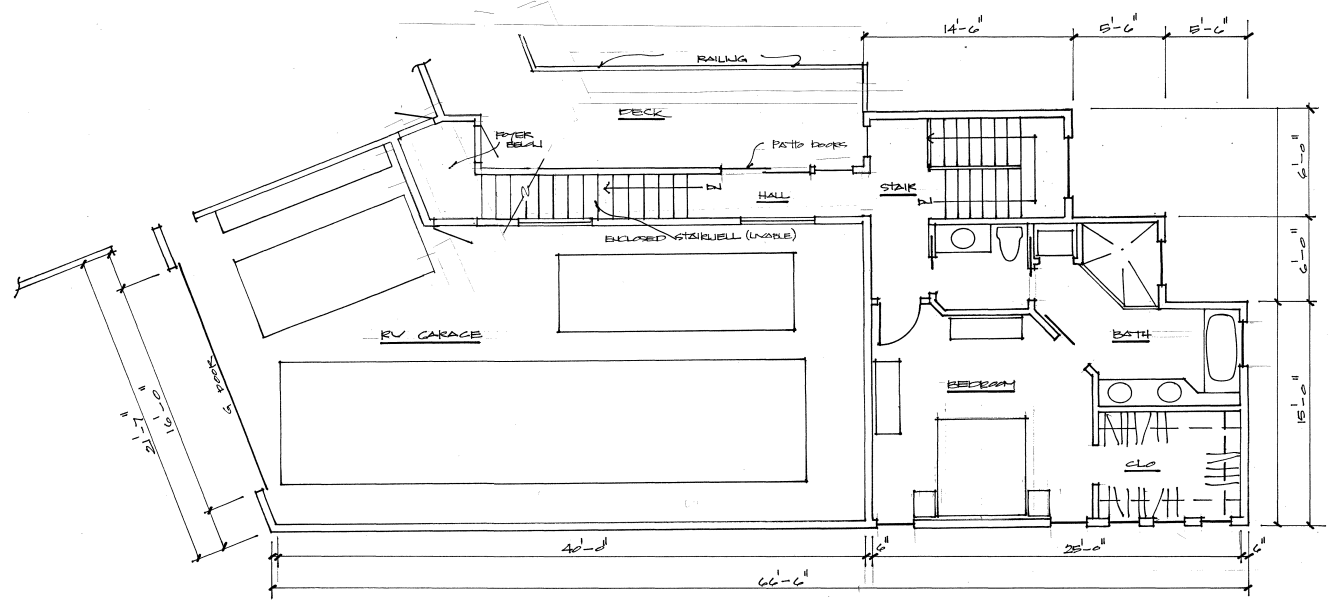 14'-6"
5'-6"
5'-6"
RAILING
DECK
FOYER
BELOW
PATIO DOORS
6'-0"
DN
HALL
STAIR
DN
ENCLOSED STAIRWELL (LIVABLE)
6'-0"
RV GARAGE
BATH
G DOOR
BEDROOM
21'-7"
16'-0"
15'-0"
CLO
40'-0"
6"
25'-0"
6"
66'-6"